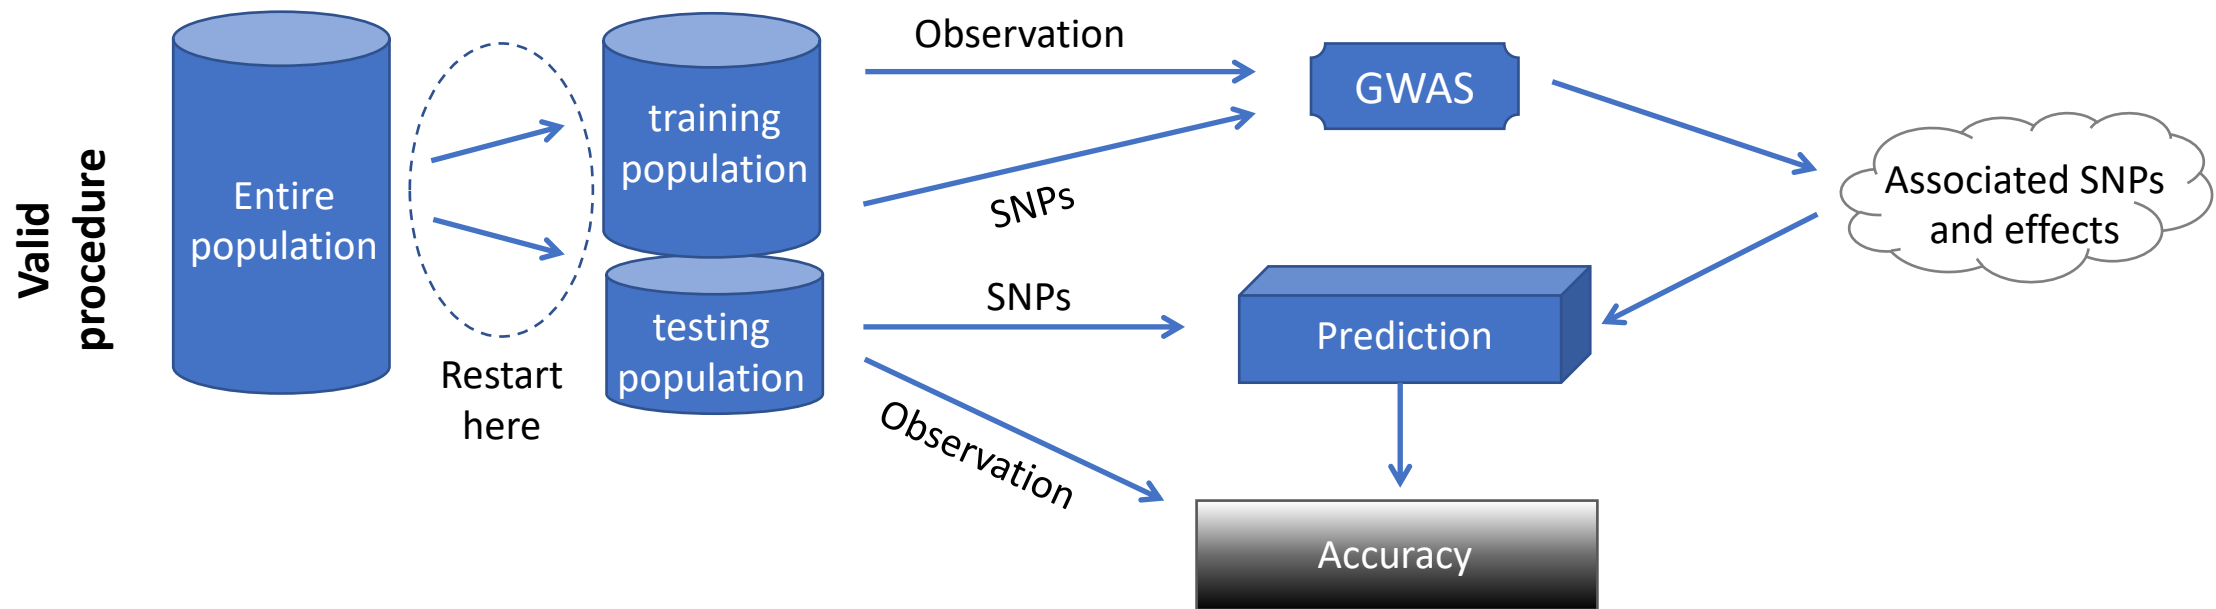 Valid
procedure
Entire
population
Restart
here
training
population
testing
population
Observation
SNPs
SNPs
Observation
GWAS
Associated SNPs
and effects
Prediction
Accuracy